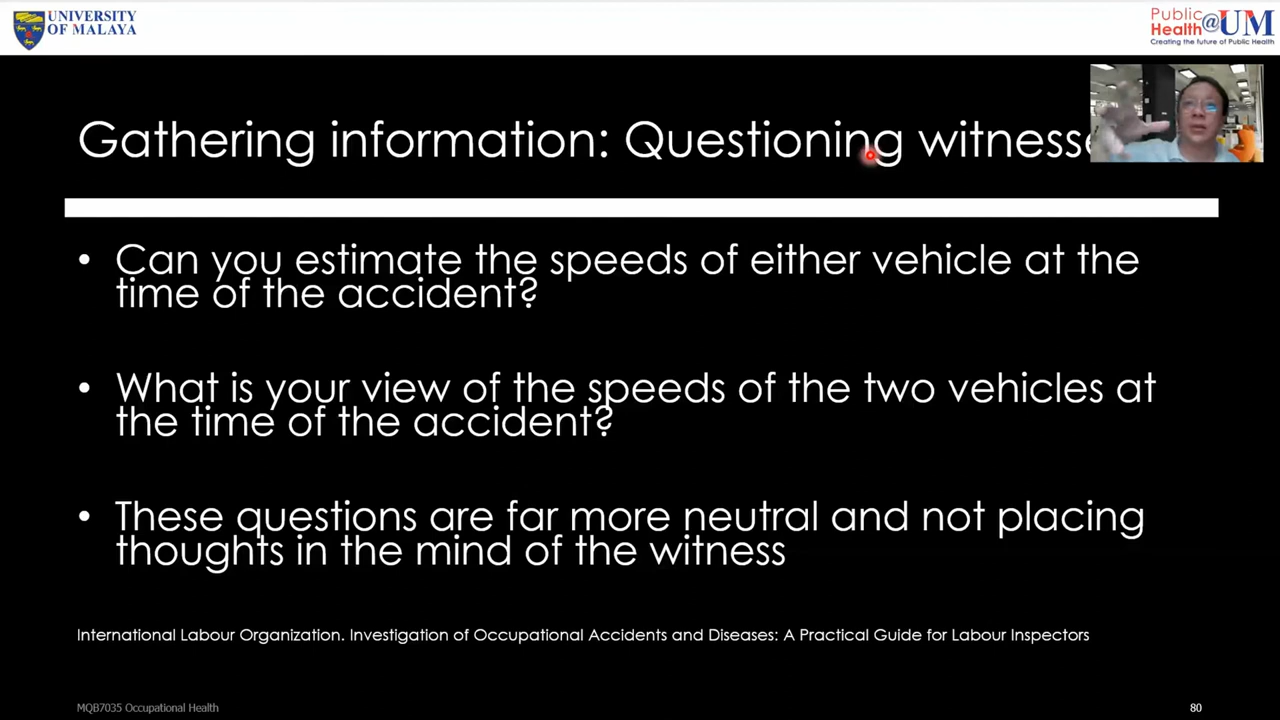 UNIVERSITY
OF MALAYA
Public
Health@UM
Creating the future of Public Health
Gathering information: Questioning witnesse
• Can you estimate the speeds of either vehicle at the
time of the accident?
• What is your view of the speeds of the two vehicles at
the time of the accident?
• These questions are far more neutral and not placing
thoughts in the mind of the witness
International Labour Organization. Investigation of Occupational Accidents and Diseases: A Practical Guide for Labour Inspectors
MQB7035 Occupational Health
80